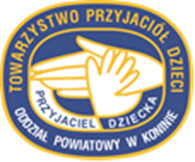 TOWARZYSTWO PRZYJACIÓŁ DZIECI
PRZYJACIEL DZIECKA
ODDZIAŁ POWIATOWY W KONINIE